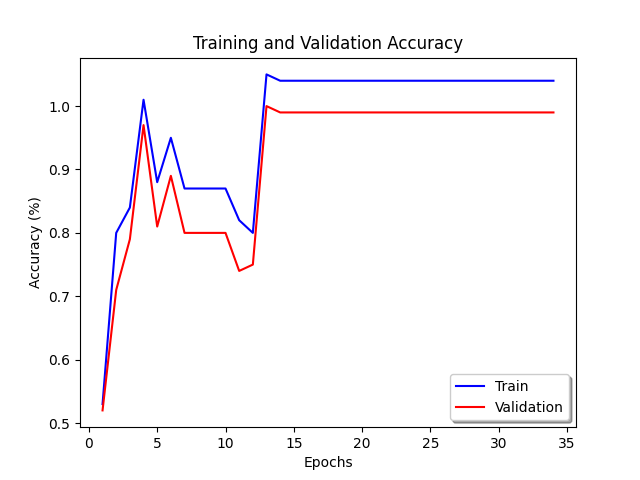 Training and Validation Accuracy
Accuracy (%)
1.0
0.9
0.8
0.7
0.6
0.5
0 5 10 15 20 25 30 35
Epochs
Train
Validation